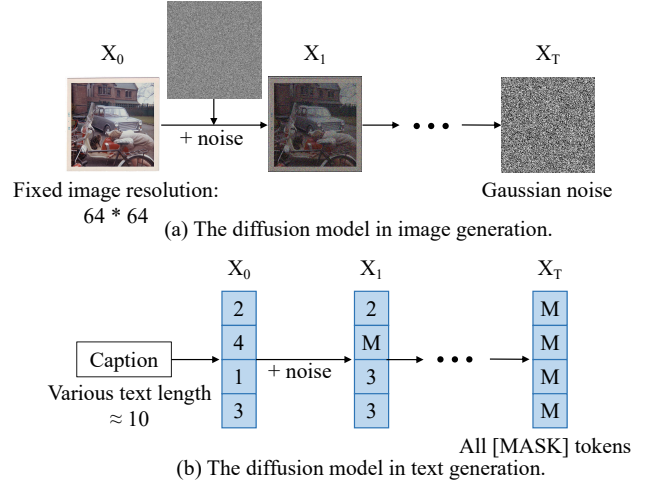 X₀ X₁ X_T
+ noise
Fixed image resolution:
64 * 64
Gaussian noise
(a) The diffusion model in image generation.
X₀ X₁ X_T
2 2 M
4 M M
Caption
+ noise
1 3 M
Various text length
≈ 10
3 3 M
All [MASK] tokens
(b) The diffusion model in text generation.